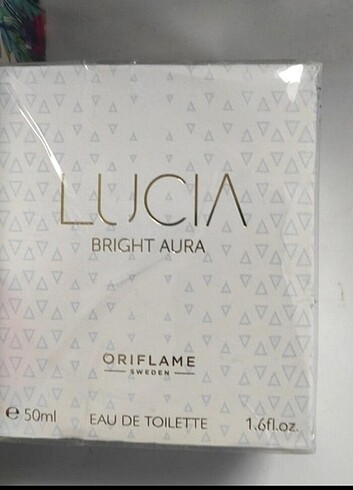 LUCIA
BRIGHT AURA
ORIFLAME
SWEDEN
℮ 50ml EAU DE TOILETTE 1.6fl.oz.